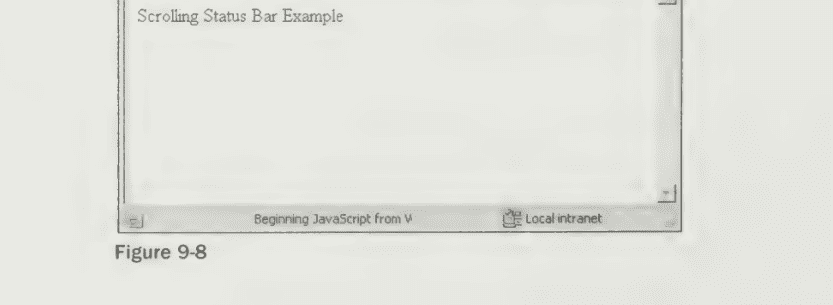 Scrolling Status Bar Example
Beginning JavaScript from W
Local intranet
Figure 9-8